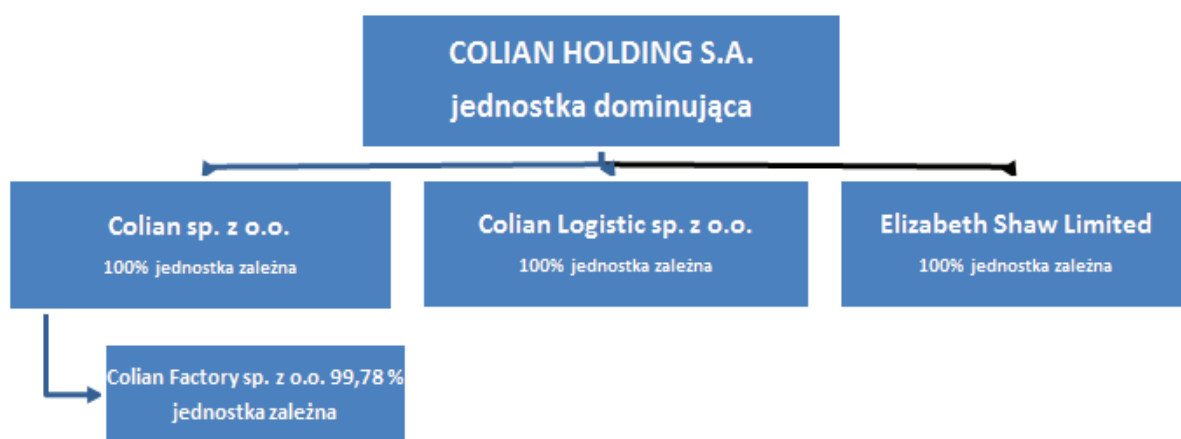 COLIAN HOLDING S.A.
jednostka dominująca
Colian sp. z o.o.
100% jednostka zależna
Colian Logistic sp. z o.o.
100% jednostka zależna
Elizabeth Shaw Limited
100% jednostka zależna
Colian Factory sp. z o.o. 99,78 %
jednostka zależna